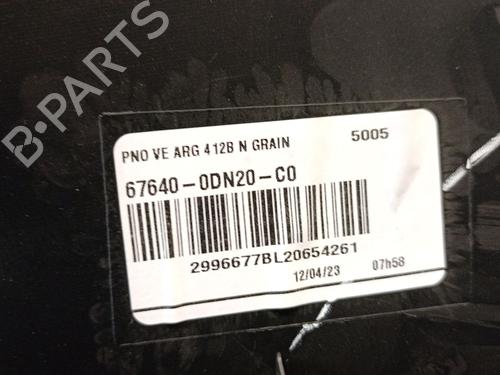 B-PARTS
PNO VE ARG 412B N GRAIN 5005
67640-0DN20-C0
2996677BL20654261
12/04/23 07h58